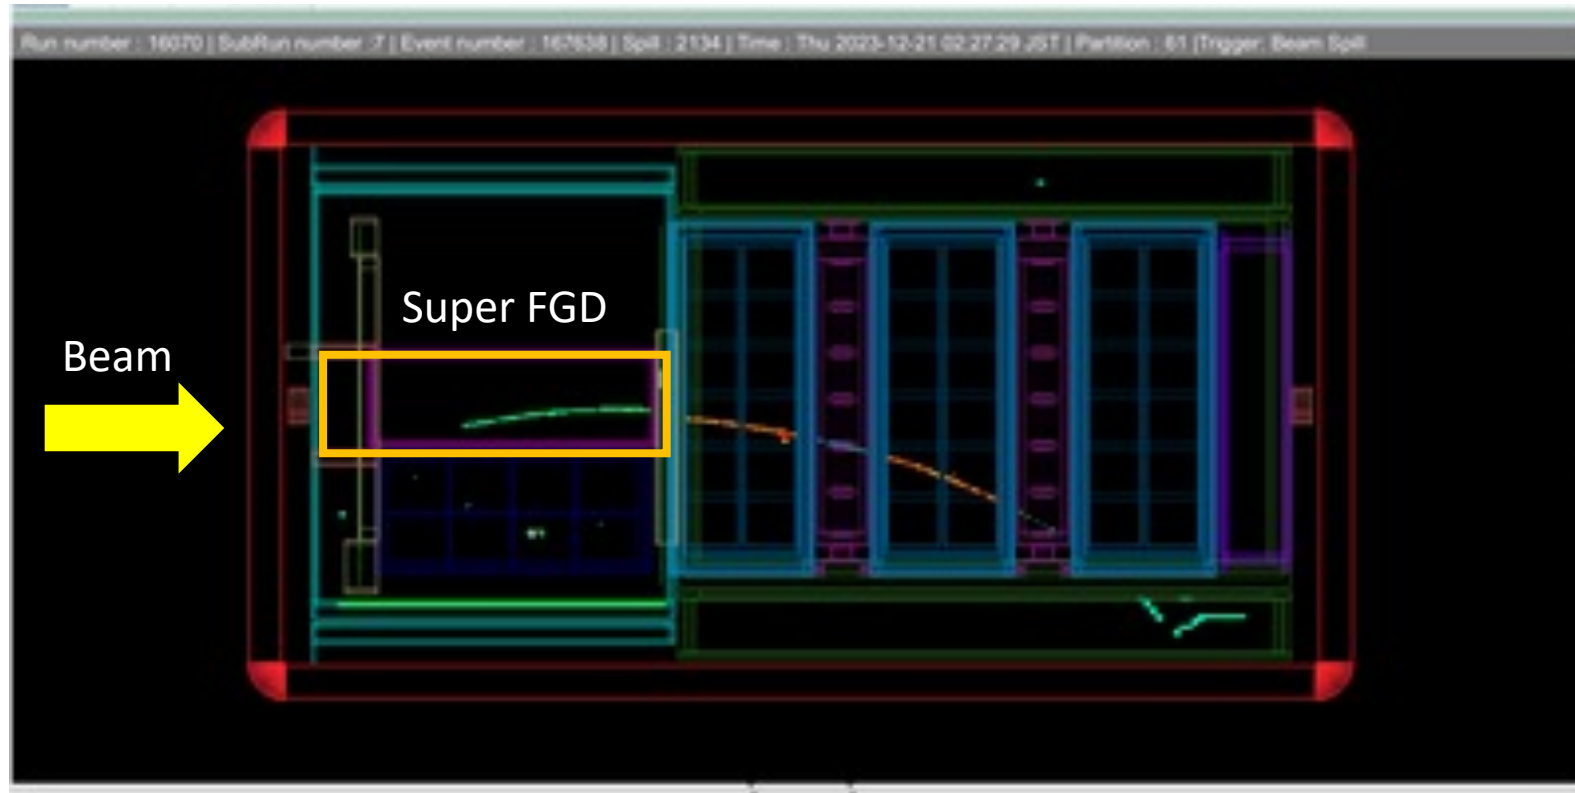 Run number : 16070 | SubRun number :7 | Event number : 167638 | Spill : 2134 | Time : Thu 2023-12-21 02:27:29 JST | Partition : 61 |Trigger: Beam Spill
Super FGD
Beam